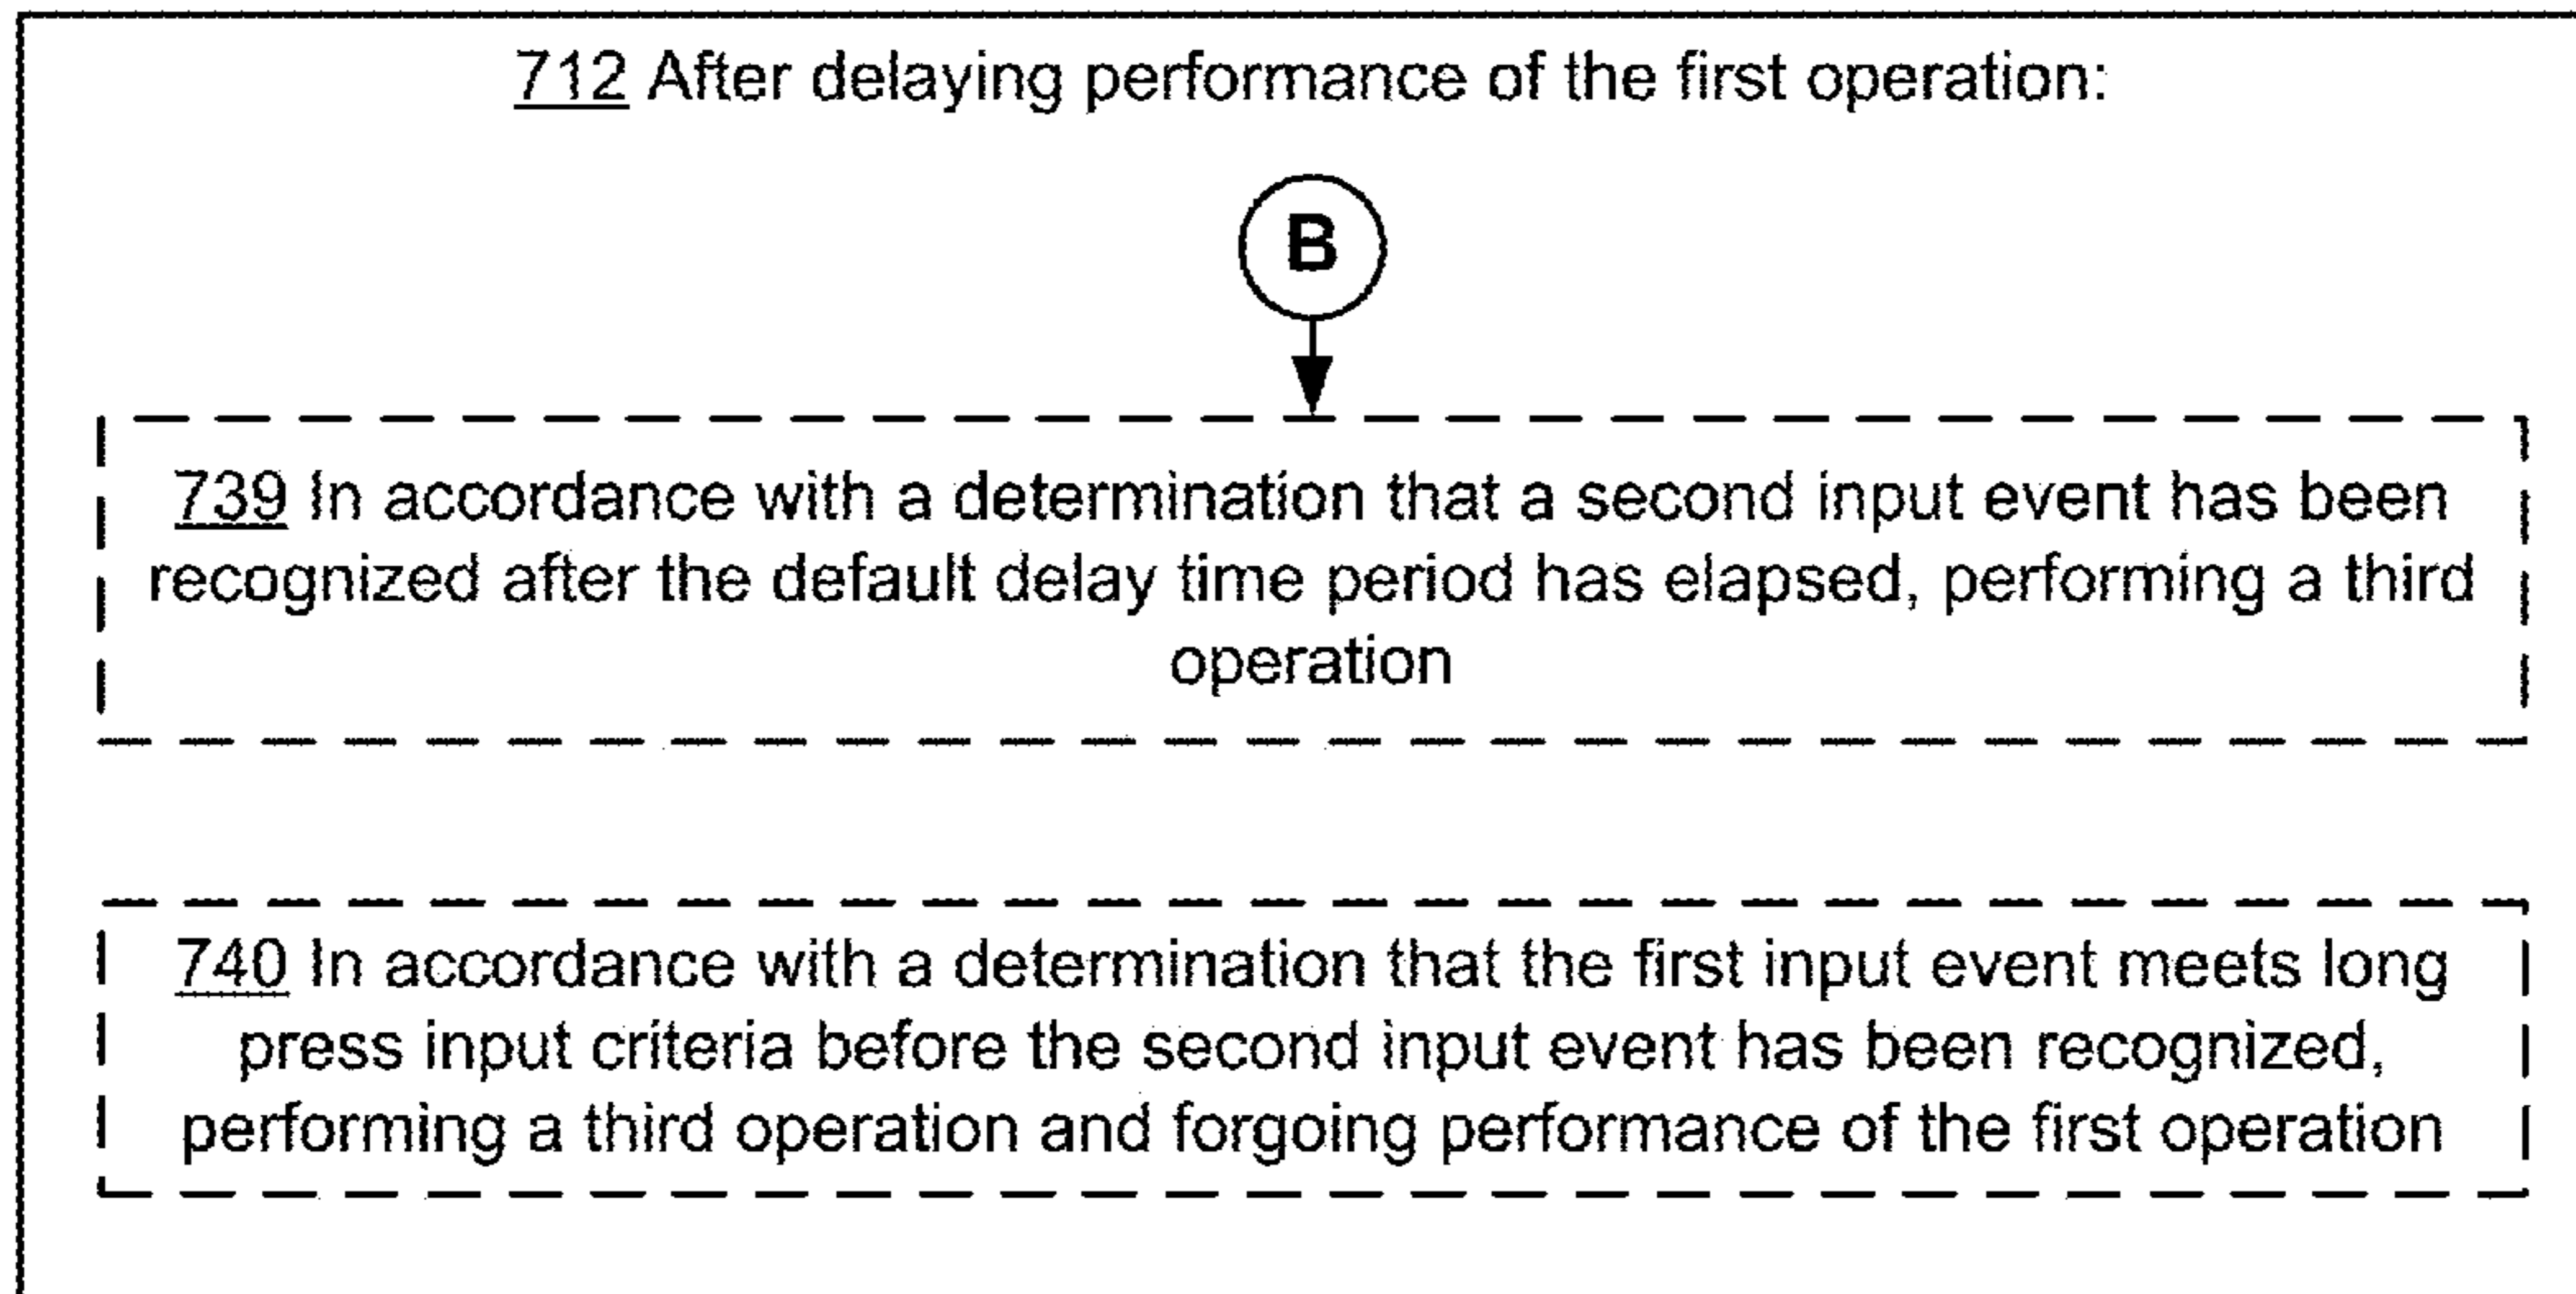 712 After delaying performance of the first operation:
B
739 In accordance with a determination that a second input event has been
recognized after the default delay time period has elapsed, performing a third
operation
740 In accordance with a determination that the first input event meets long
press input criteria before the second input event has been recognized,
performing a third operation and forgoing performance of the first operation